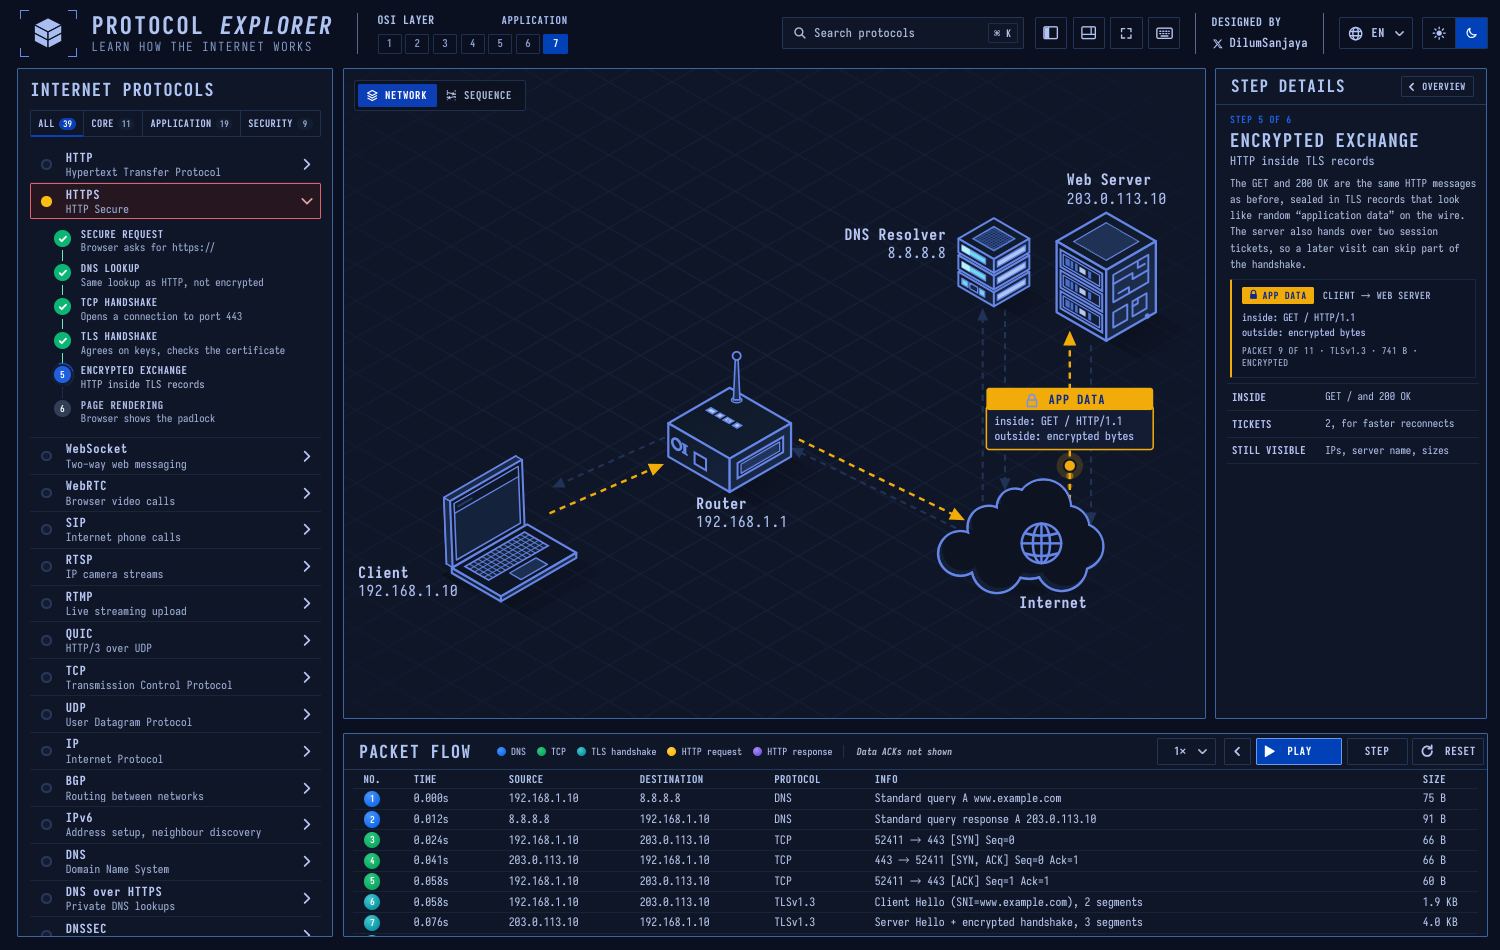 PROTOCOL EXPLORER
LEARN HOW THE INTERNET WORKS
OSI LAYER
APPLICATION
1 2 3 4 5 6 7
Search protocols
⌘ K
DESIGNED BY
DilumSanjaya
EN
INTERNET PROTOCOLS
ALL 39 CORE 11 APPLICATION 19 SECURITY 9
HTTP
Hypertext Transfer Protocol
HTTPS
HTTP Secure
SECURE REQUEST
Browser asks for https://
DNS LOOKUP
Same lookup as HTTP, not encrypted
TCP HANDSHAKE
Opens a connection to port 443
TLS HANDSHAKE
Agrees on keys, checks the certificate
5 ENCRYPTED EXCHANGE
HTTP inside TLS records
6 PAGE RENDERING
Browser shows the padlock
WebSocket
Two-way web messaging
WebRTC
Browser video calls
SIP
Internet phone calls
RTSP
IP camera streams
RTMP
Live streaming upload
QUIC
HTTP/3 over UDP
TCP
Transmission Control Protocol
UDP
User Datagram Protocol
IP
Internet Protocol
BGP
Routing between networks
IPv6
Address setup, neighbour discovery
DNS
Domain Name System
DNS over HTTPS
Private DNS lookups
DNSSEC
NETWORK SEQUENCE
Web Server
203.0.113.10
DNS Resolver
8.8.8.8
APP DATA
inside: GET / HTTP/1.1
outside: encrypted bytes
Router
192.168.1.1
Client
192.168.1.10
Internet
STEP DETAILS
OVERVIEW
STEP 5 OF 6
ENCRYPTED EXCHANGE
HTTP inside TLS records
The GET and 200 OK are the same HTTP messages
as before, sealed in TLS records that look
like random “application data” on the wire.
The server also hands over two session
tickets, so a later visit can skip part of
the handshake.
APP DATA CLIENT → WEB SERVER
inside: GET / HTTP/1.1
outside: encrypted bytes
PACKET 9 OF 11 · TLSv1.3 · 741 B ·
ENCRYPTED
INSIDE GET / and 200 OK
TICKETS 2, for faster reconnects
STILL VISIBLE IPs, server name, sizes
PACKET FLOW
DNS TCP TLS handshake HTTP request HTTP response Data ACKs not shown
1× PLAY STEP RESET
NO. TIME SOURCE DESTINATION PROTOCOL INFO SIZE
1 0.000s 192.168.1.10 8.8.8.8 DNS Standard query A www.example.com 75 B
2 0.012s 8.8.8.8 192.168.1.10 DNS Standard query response A 203.0.113.10 91 B
3 0.024s 192.168.1.10 203.0.113.10 TCP 52411 → 443 [SYN] Seq=0 66 B
4 0.041s 203.0.113.10 192.168.1.10 TCP 443 → 52411 [SYN, ACK] Seq=0 Ack=1 66 B
5 0.058s 192.168.1.10 203.0.113.10 TCP 52411 → 443 [ACK] Seq=1 Ack=1 60 B
6 0.058s 192.168.1.10 203.0.113.10 TLSv1.3 Client Hello (SNI=www.example.com), 2 segments 1.9 KB
7 0.076s 203.0.113.10 192.168.1.10 TLSv1.3 Server Hello + encrypted handshake, 3 segments 4.0 KB